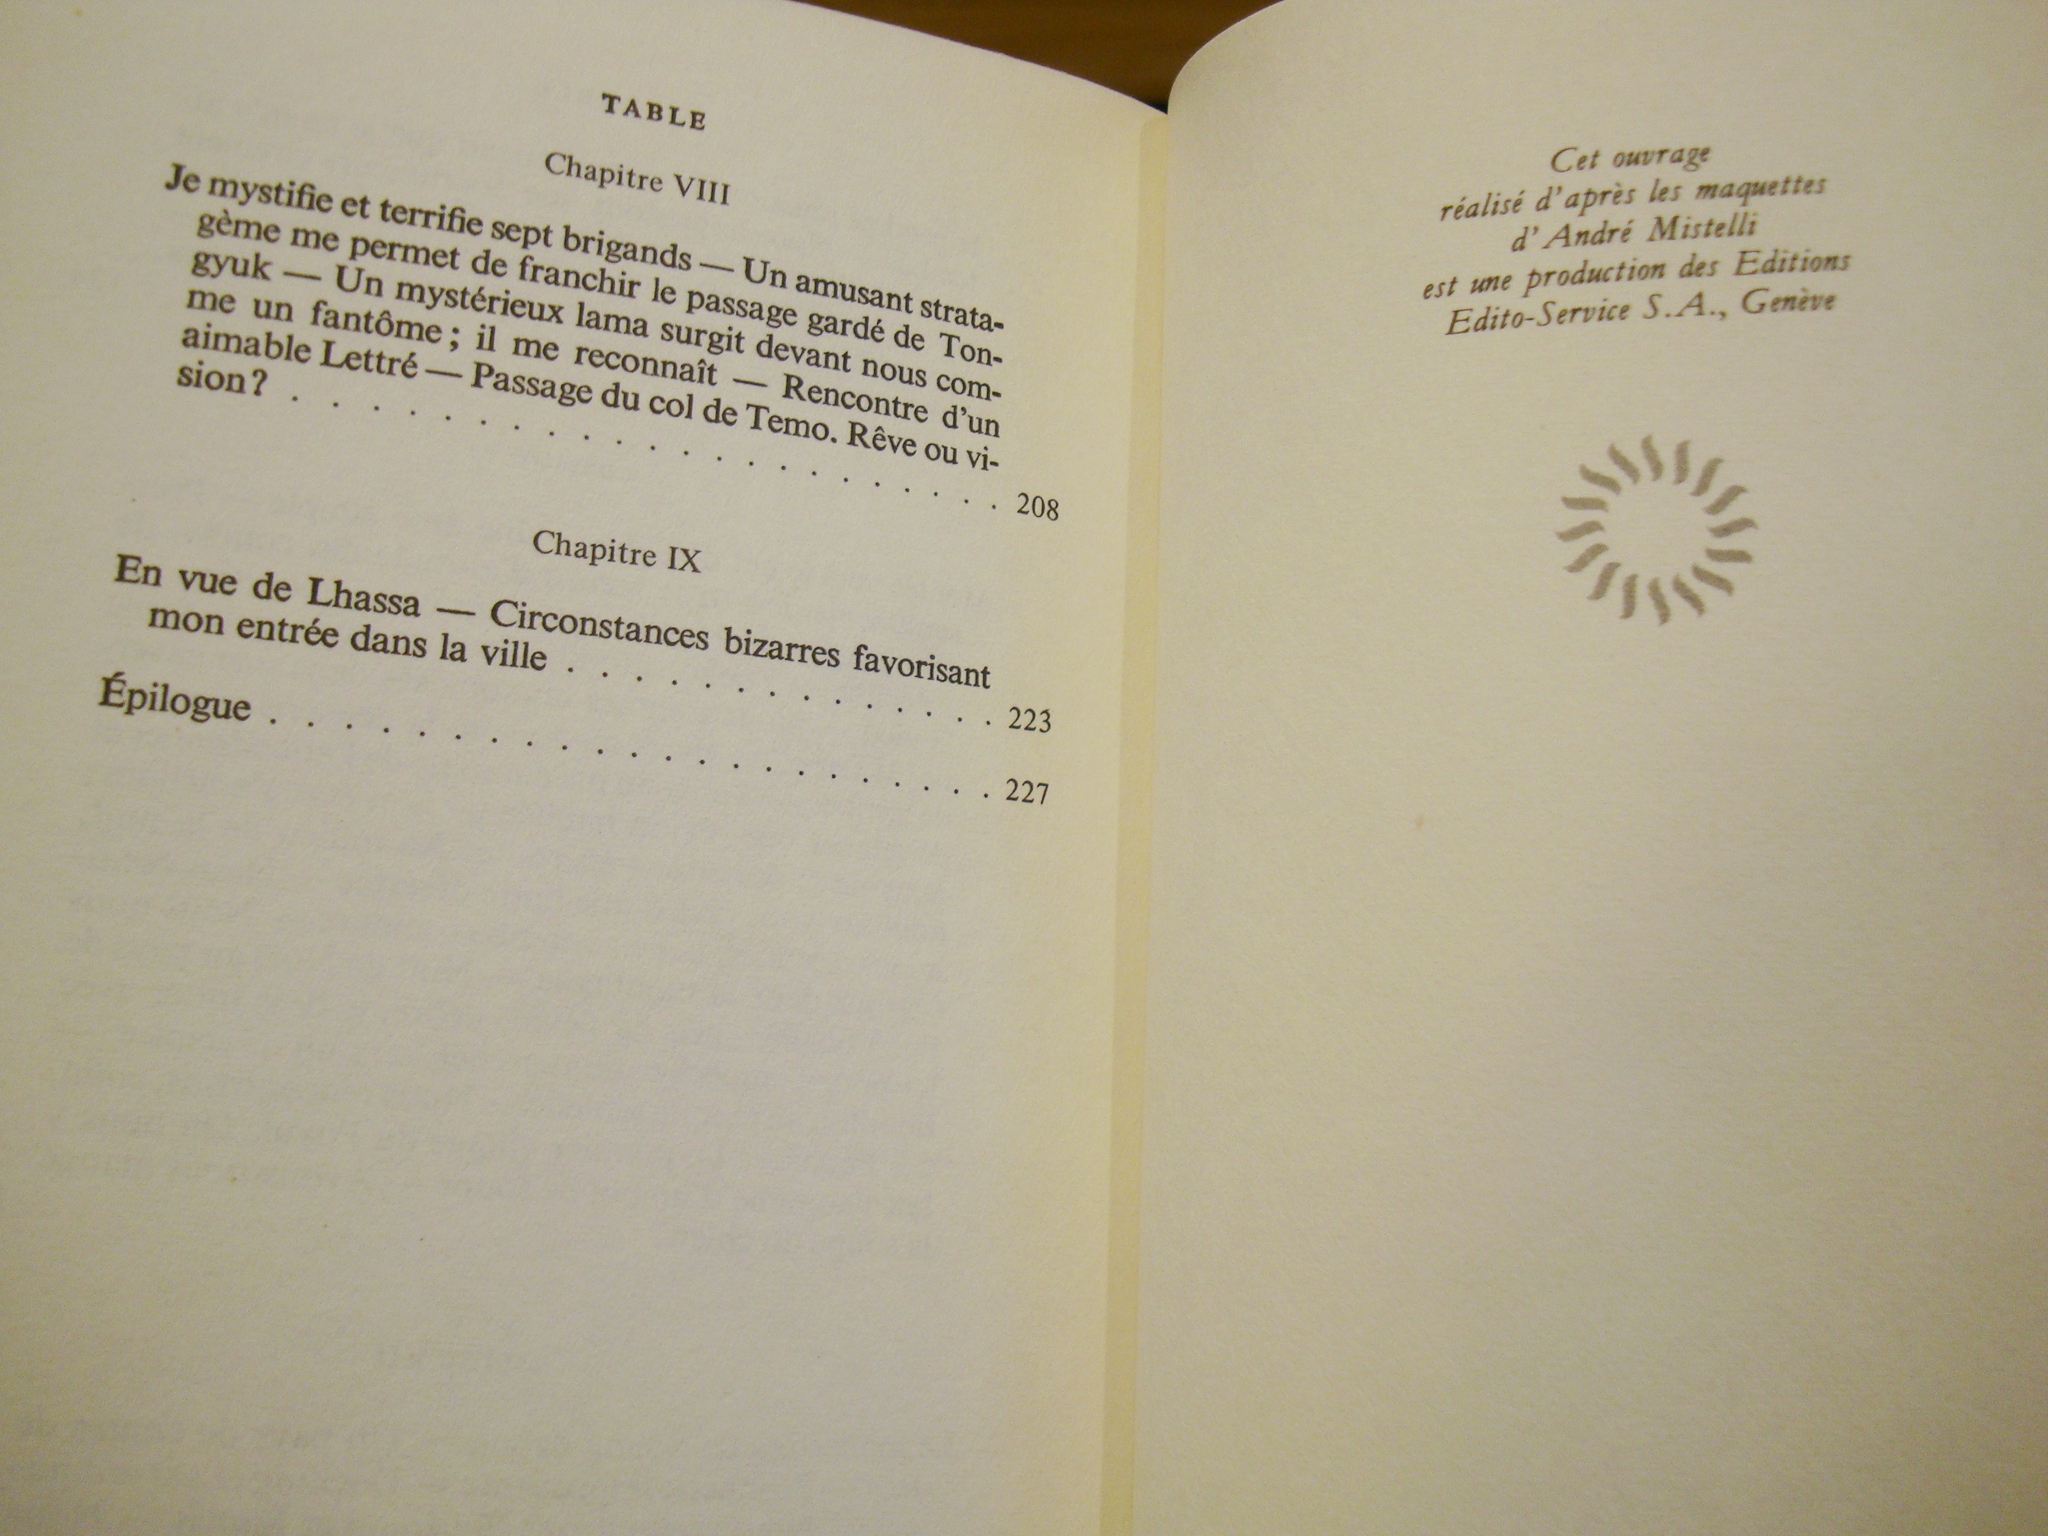 TABLE
Chapitre VIII
Je mystifie et terrifie sept brigands — Un amusant strata-
gème me permet de franchir le passage gardé de Ton-
gyuk — Un mystérieux lama surgit devant nous com-
me un fantôme ; il me reconnaît — Rencontre d'un
aimable Lettré — Passage du col de Temo. Rêve ou vi-
sion ? . . . . . . . . . . . . . . . . . . . 208
Chapitre IX
En vue de Lhassa — Circonstances bizarres favorisant
mon entrée dans la ville . . . . . . . . . . . . . 223
Épilogue . . . . . . . . . . . . . . . . . . . . . 227
Cet ouvrage
réalisé d'après les maquettes
d'André Mistelli
est une production des Editions
Edito-Service S.A., Genève